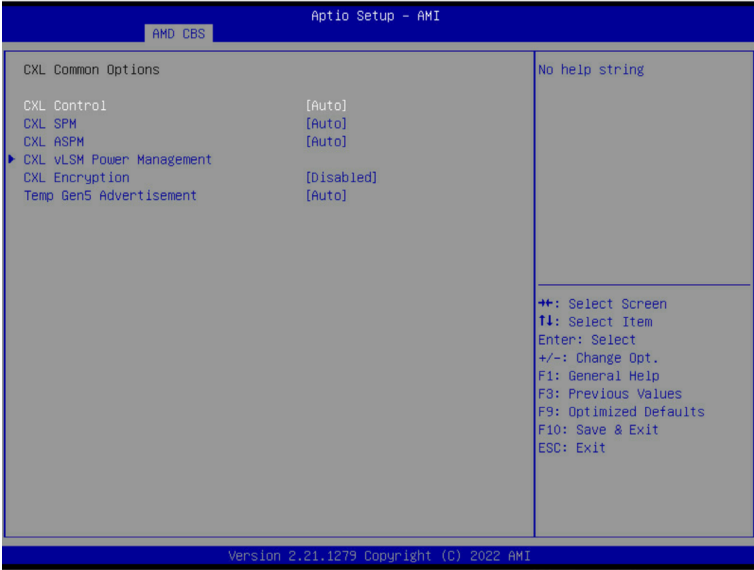 Aptio Setup – AMI
AMD CBS
CXL Common Options
CXL Control [Auto]
CXL SPM [Auto]
CXL ASPM [Auto]
CXL vLSM Power Management
CXL Encryption [Disabled]
Temp Gen5 Advertisement [Auto]
No help string
→←: Select Screen
↑↓: Select Item
Enter: Select
+/-: Change Opt.
F1: General Help
F3: Previous Values
F9: Optimized Defaults
F10: Save & Exit
ESC: Exit
Version 2.21.1279 Copyright (C) 2022 AMI